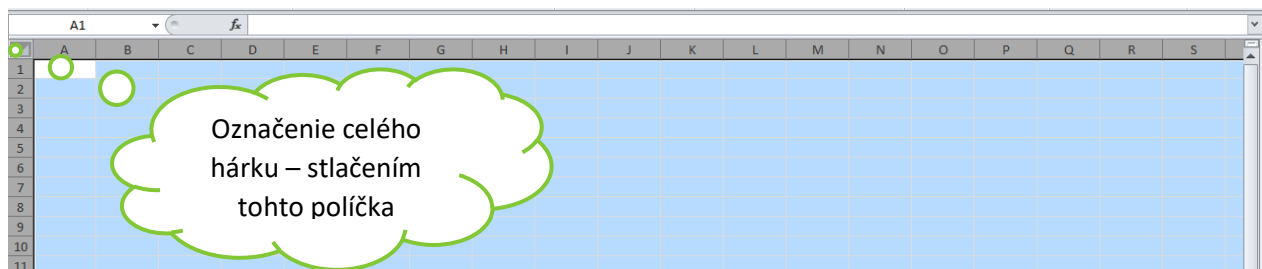 A1 fx
A B C D E F G H I J K L M N O P Q R S
1
2
3
4
5
6
7
8
9
10
11
Označenie celého
hárku – stlačením
tohto políčka